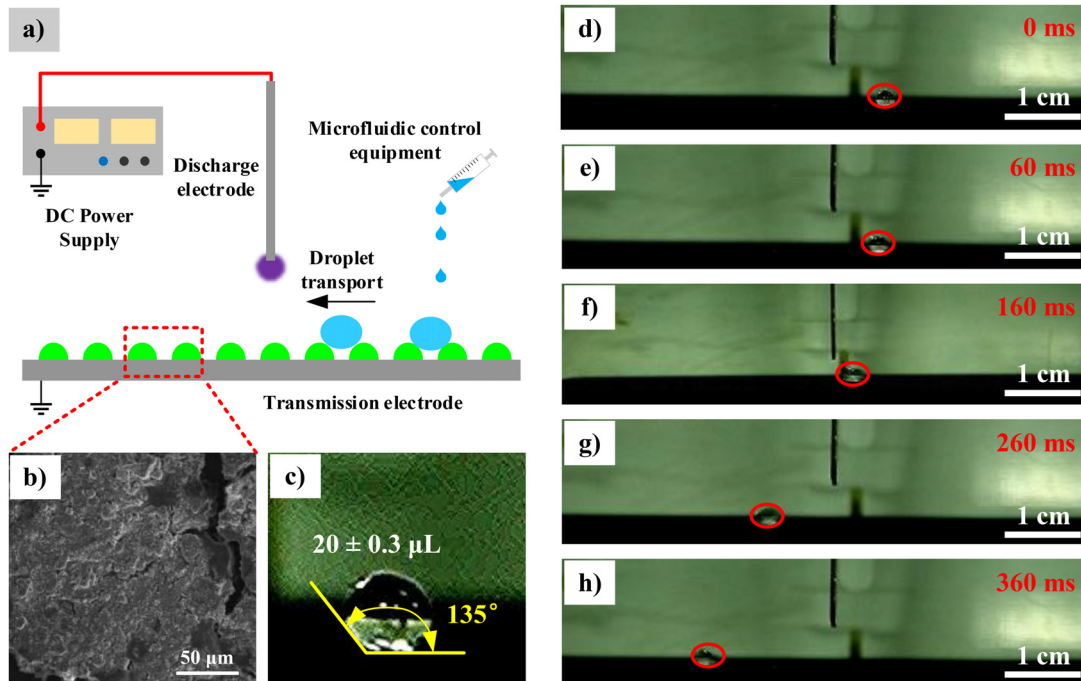 a)
Microfluidic control
equipment
Discharge
electrode
DC Power
Supply
Droplet
transport
Transmission electrode
b)
50 μm
c)
20 ± 0.3 μL
135°
d)
0 ms
1 cm
e)
60 ms
1 cm
f)
160 ms
1 cm
g)
260 ms
1 cm
h)
360 ms
1 cm